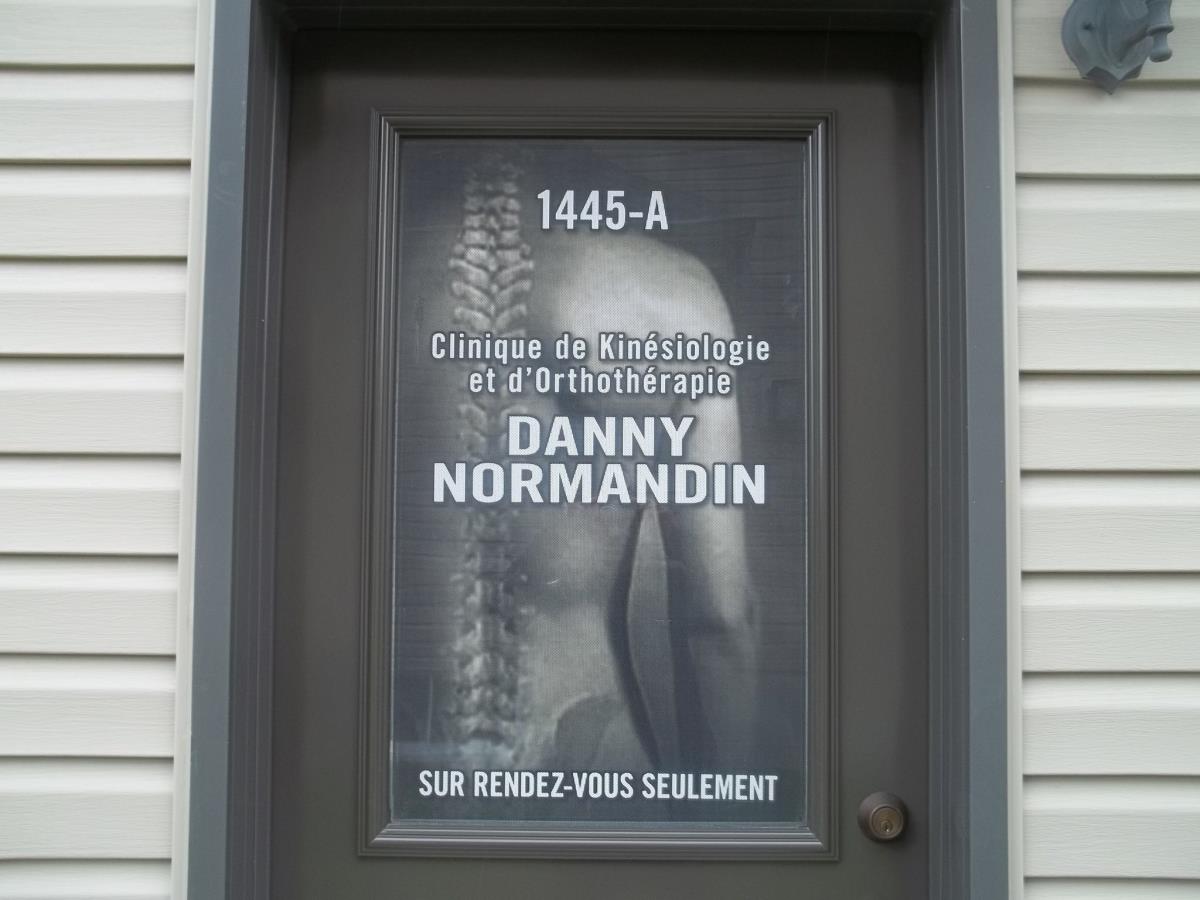 1445-A
Clinique de Kinésiologie
et d'Orthothérapie
DANNY
NORMANDIN
SUR RENDEZ-VOUS SEULEMENT